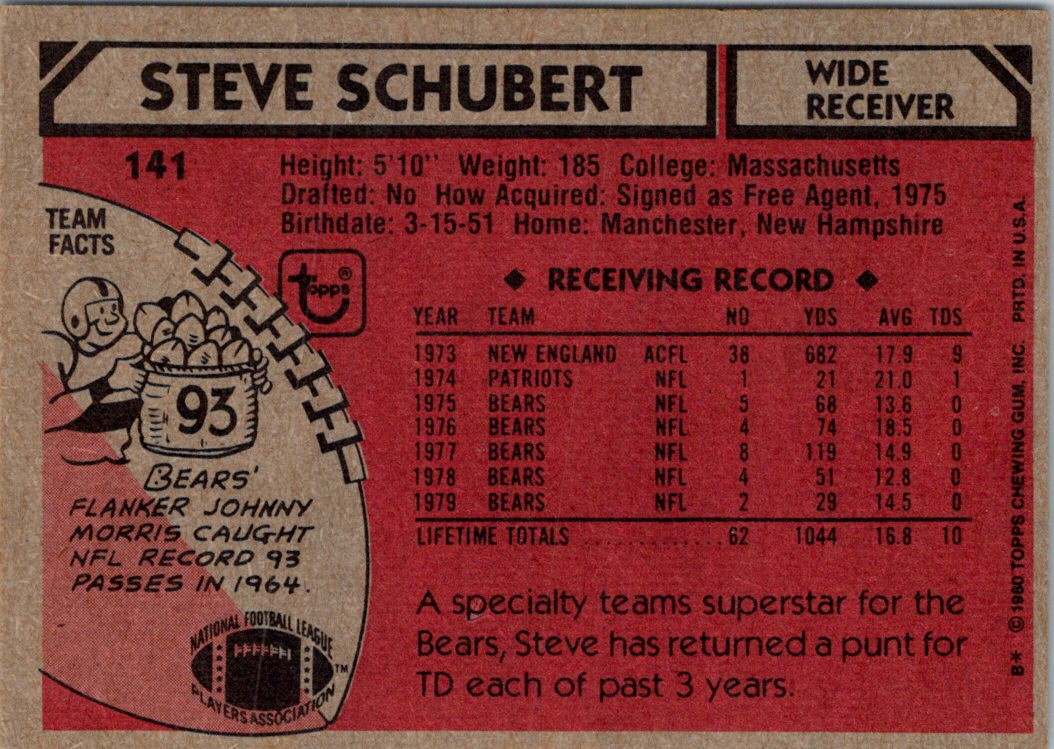 STEVE SCHUBERT
WIDE
RECEIVER
141
Height: 5'10'' Weight: 185 College: Massachusetts
Drafted: No How Acquired: Signed as Free Agent, 1975
Birthdate: 3-15-51 Home: Manchester, New Hampshire
TEAM
FACTS
topps®
93
BEARS'
FLANKER JOHNNY
MORRIS CAUGHT
NFL RECORD 93
PASSES IN 1964.
NATIONAL FOOTBALL LEAGUE
PLAYERS ASSOCIATION
TM
◆ RECEIVING RECORD ◆
YEAR TEAM NO YDS AVG TDS
1973 NEW ENGLAND ACFL 38 682 17.9 9
1974 PATRIOTS NFL 1 21 21.0 1
1975 BEARS NFL 5 68 13.6 0
1976 BEARS NFL 4 74 18.5 0
1977 BEARS NFL 8 119 14.9 0
1978 BEARS NFL 4 51 12.8 0
1979 BEARS NFL 2 29 14.5 0
LIFETIME TOTALS ............ 62 1044 16.8 10
A specialty teams superstar for the
Bears, Steve has returned a punt for
TD each of past 3 years.
B* © 1980 TOPPS CHEWING GUM, INC. PRTD. IN U.S.A.